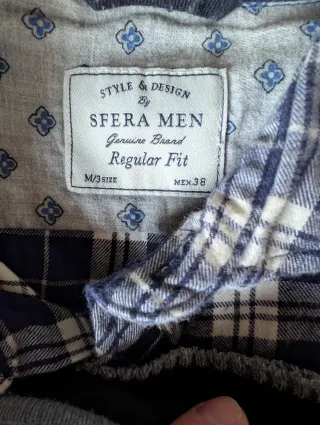 STYLE & DESIGN
By
SFERA MEN
Genuine Brand
Regular Fit
M/3 SIZE MEX.38